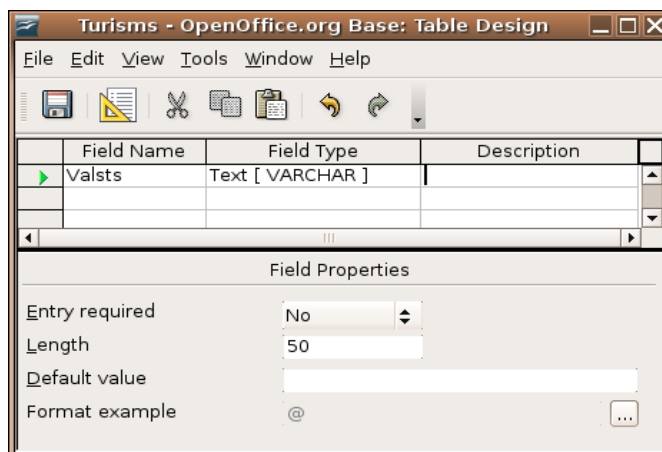 Turisms - OpenOffice.org Base: Table Design
File Edit View Tools Window Help
Field Name Field Type Description
Valsts Text [ VARCHAR ]
Field Properties
Entry required No
Length 50
Default value
Format example @ ...